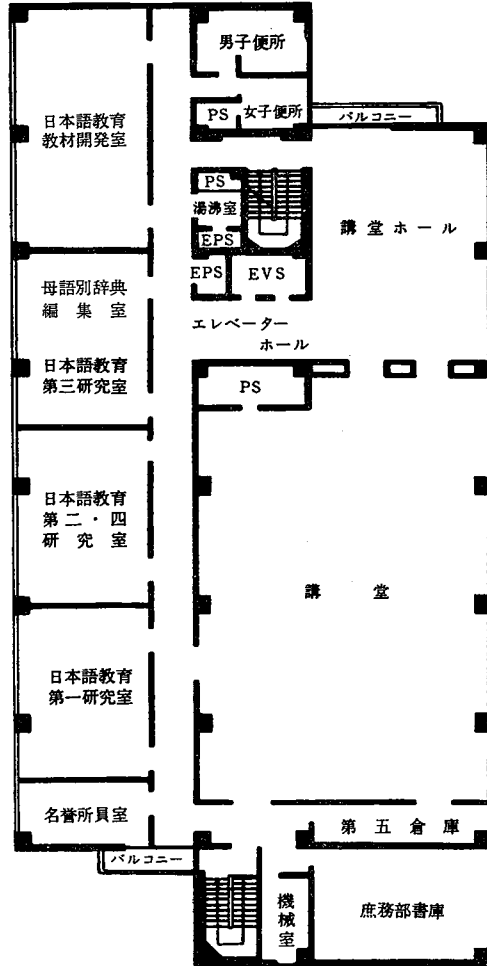 男子便所
PS
女子便所
バルコニー
日本語教育
教材開発室
PS
湯沸室
EPS
講堂ホール
EPS
EVS
母語別辞典
編集室
エレベーター
ホール
日本語教育
第三研究室
PS
日本語教育
第二・四
研究室
講堂
日本語教育
第一研究室
名誉所員室
第五倉庫
バルコニー
機械室
庶務部書庫